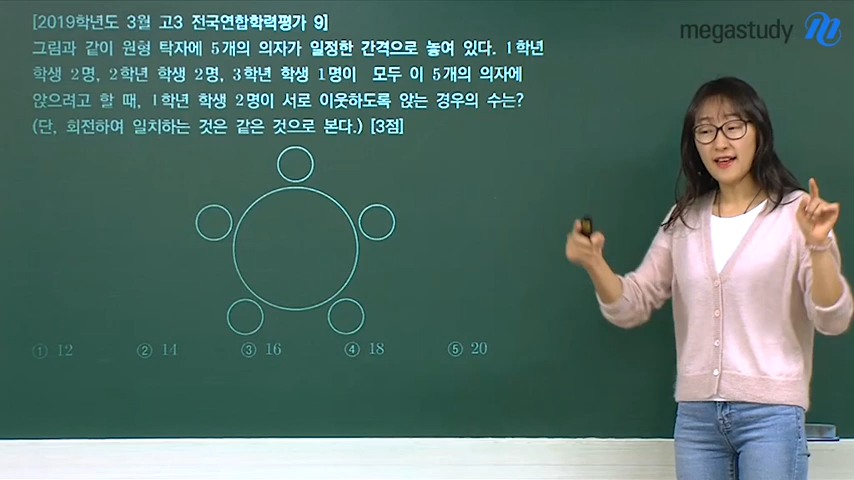 megastudy
[2019학년도 3월 고3 전국연합학력평가 9]
그림과 같이 원형 탁자에 5개의 의자가 일정한 간격으로 놓여 있다. 1학년
학생 2명, 2학년 학생 2명, 3학년 학생 1명이 모두 이 5개의 의자에
앉으려고 할 때, 1학년 학생 2명이 서로 이웃하도록 앉는 경우의 수는?
(단, 회전하여 일치하는 것은 같은 것으로 본다.) [3점]
① 12 ② 14 ③ 16 ④ 18 ⑤ 20